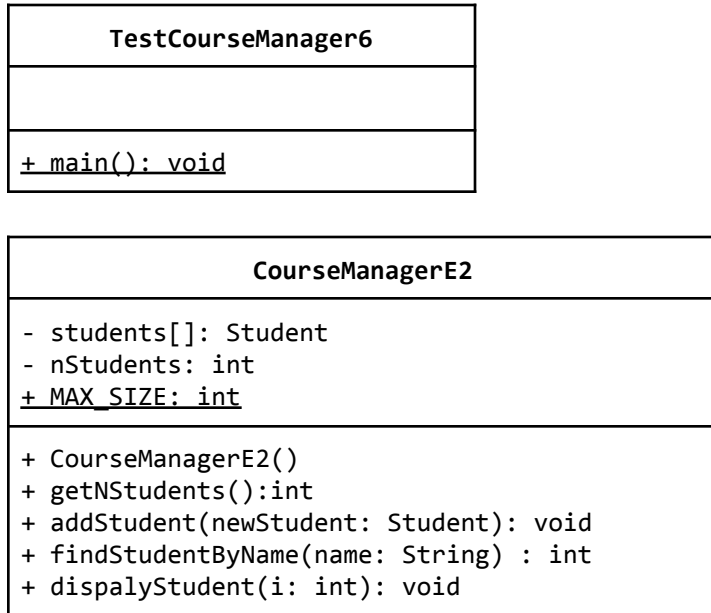 TestCourseManager6
+ main(): void
CourseManagerE2
- students[]: Student
- nStudents: int
+ MAX_SIZE: int
+ CourseManagerE2()
+ getNStudents():int
+ addStudent(newStudent: Student): void
+ findStudentByName(name: String) : int
+ dispalyStudent(i: int): void